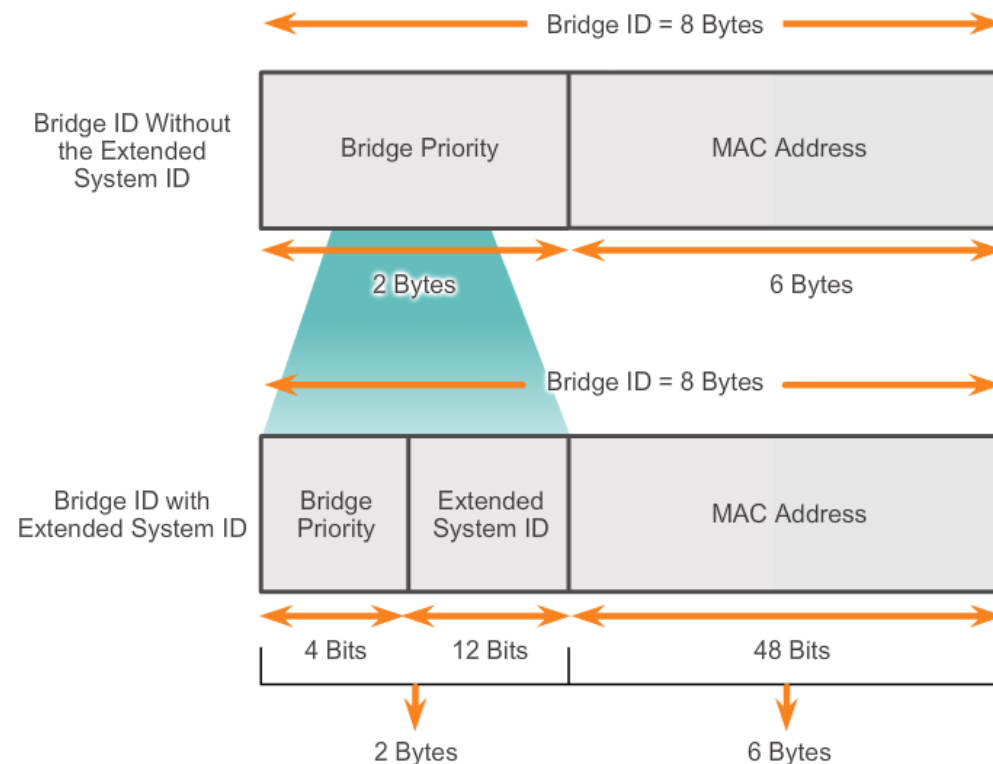 Bridge ID = 8 Bytes
Bridge ID Without
the Extended
System ID
Bridge Priority
MAC Address
2 Bytes
6 Bytes
Bridge ID = 8 Bytes
Bridge ID with
Extended System ID
Bridge
Priority
Extended
System ID
MAC Address
4 Bits
12 Bits
48 Bits
2 Bytes
6 Bytes